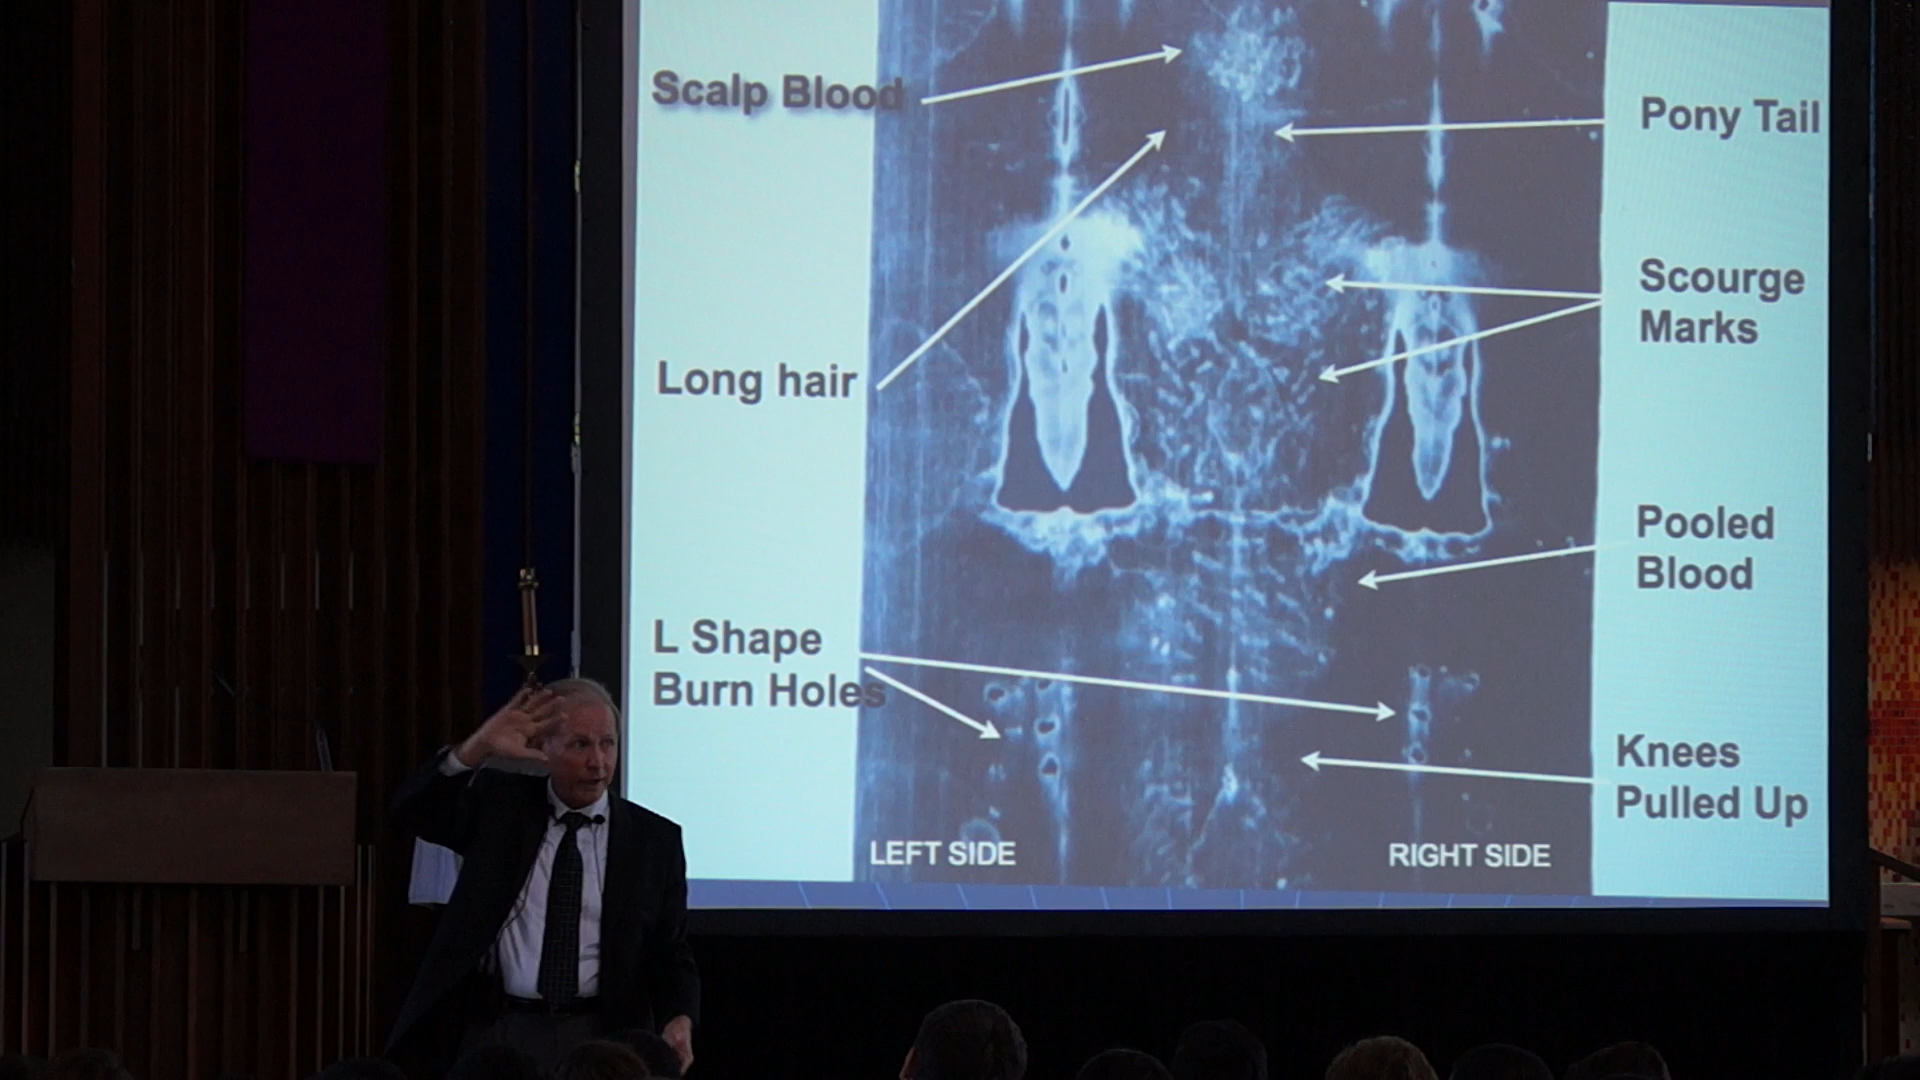 Scalp Blood
Long hair
L Shape
Burn Holes
LEFT SIDE
RIGHT SIDE
Pony Tail
Scourge
Marks
Pooled
Blood
Knees
Pulled Up